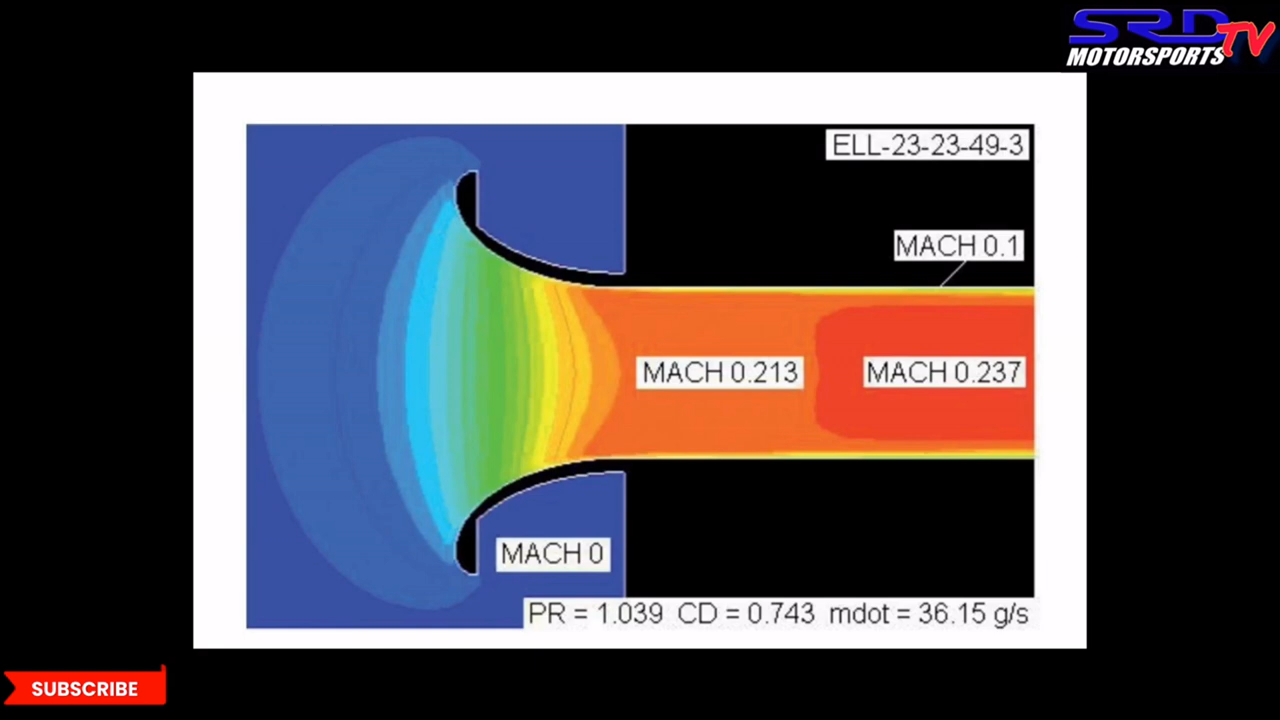 SRD TV
MOTORSPORTS
ELL-23-23-49-3
MACH 0.1
MACH 0.213
MACH 0.237
MACH 0
PR = 1.039 CD = 0.743 mdot = 36.15 g/s
SUBSCRIBE